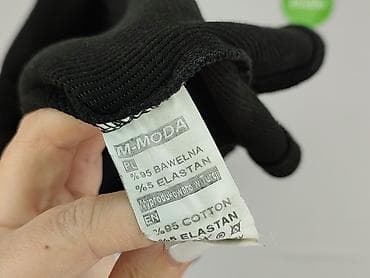 M-MODA
PL
%95 BAWEŁNA
%5 ELASTAN
Wyprodukowano w Turcji
EN
%95 COTTON
%5 ELASTAN